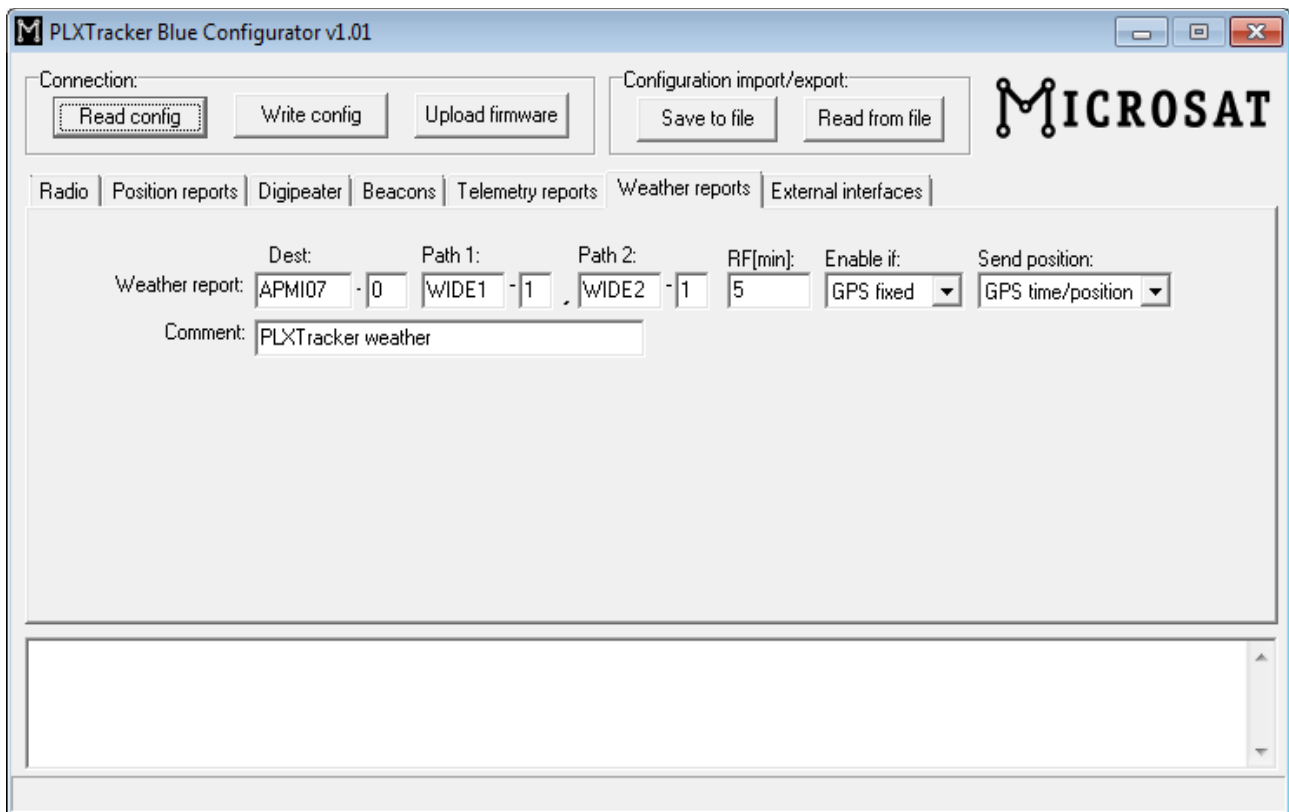 PLXTracker Blue Configurator v1.01
Connection:
Configuration import/export:
Read config Write config Upload firmware Save to file Read from file
MICROSAT
Radio Position reports Digipeater Beacons Telemetry reports Weather reports External interfaces
Dest: Path 1: Path 2: RF[min]: Enable if: Send position:
Weather report: APMI07 - 0 WIDE1 - 1 , WIDE2 - 1 5 GPS fixed GPS time/position
Comment: PLXTracker weather